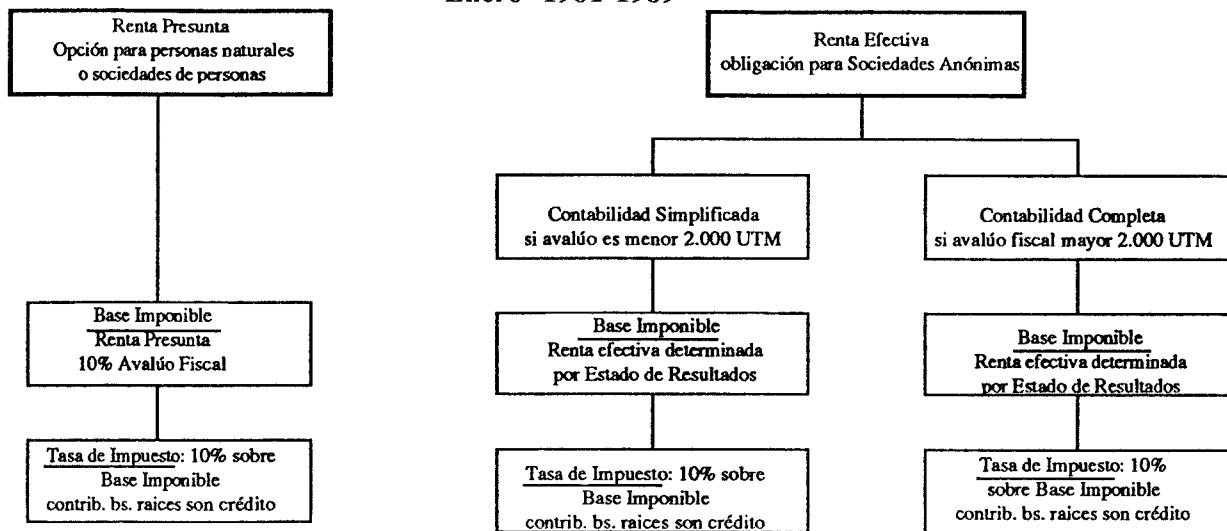 Renta Presunta
Opción para personas naturales
o sociedades de personas
Base Imponible
Renta Presunta
10% Avalúo Fiscal
Tasa de Impuesto: 10% sobre
Base Imponible
contrib. bs. raices son crédito
Renta Efectiva
obligación para Sociedades Anónimas
Contabilidad Simplificada
si avalúo es menor 2.000 UTM
Base Imponible
Renta efectiva determinada
por Estado de Resultados
Tasa de Impuesto: 10% sobre
Base Imponible
contrib. bs. raices son crédito
Contabilidad Completa
si avalúo fiscal mayor 2.000 UTM
Base Imponible
Renta efectiva determinada
por Estado de Resultados
Tasa de Impuesto: 10%
sobre Base Imponible
contrib. bs. raices son crédito